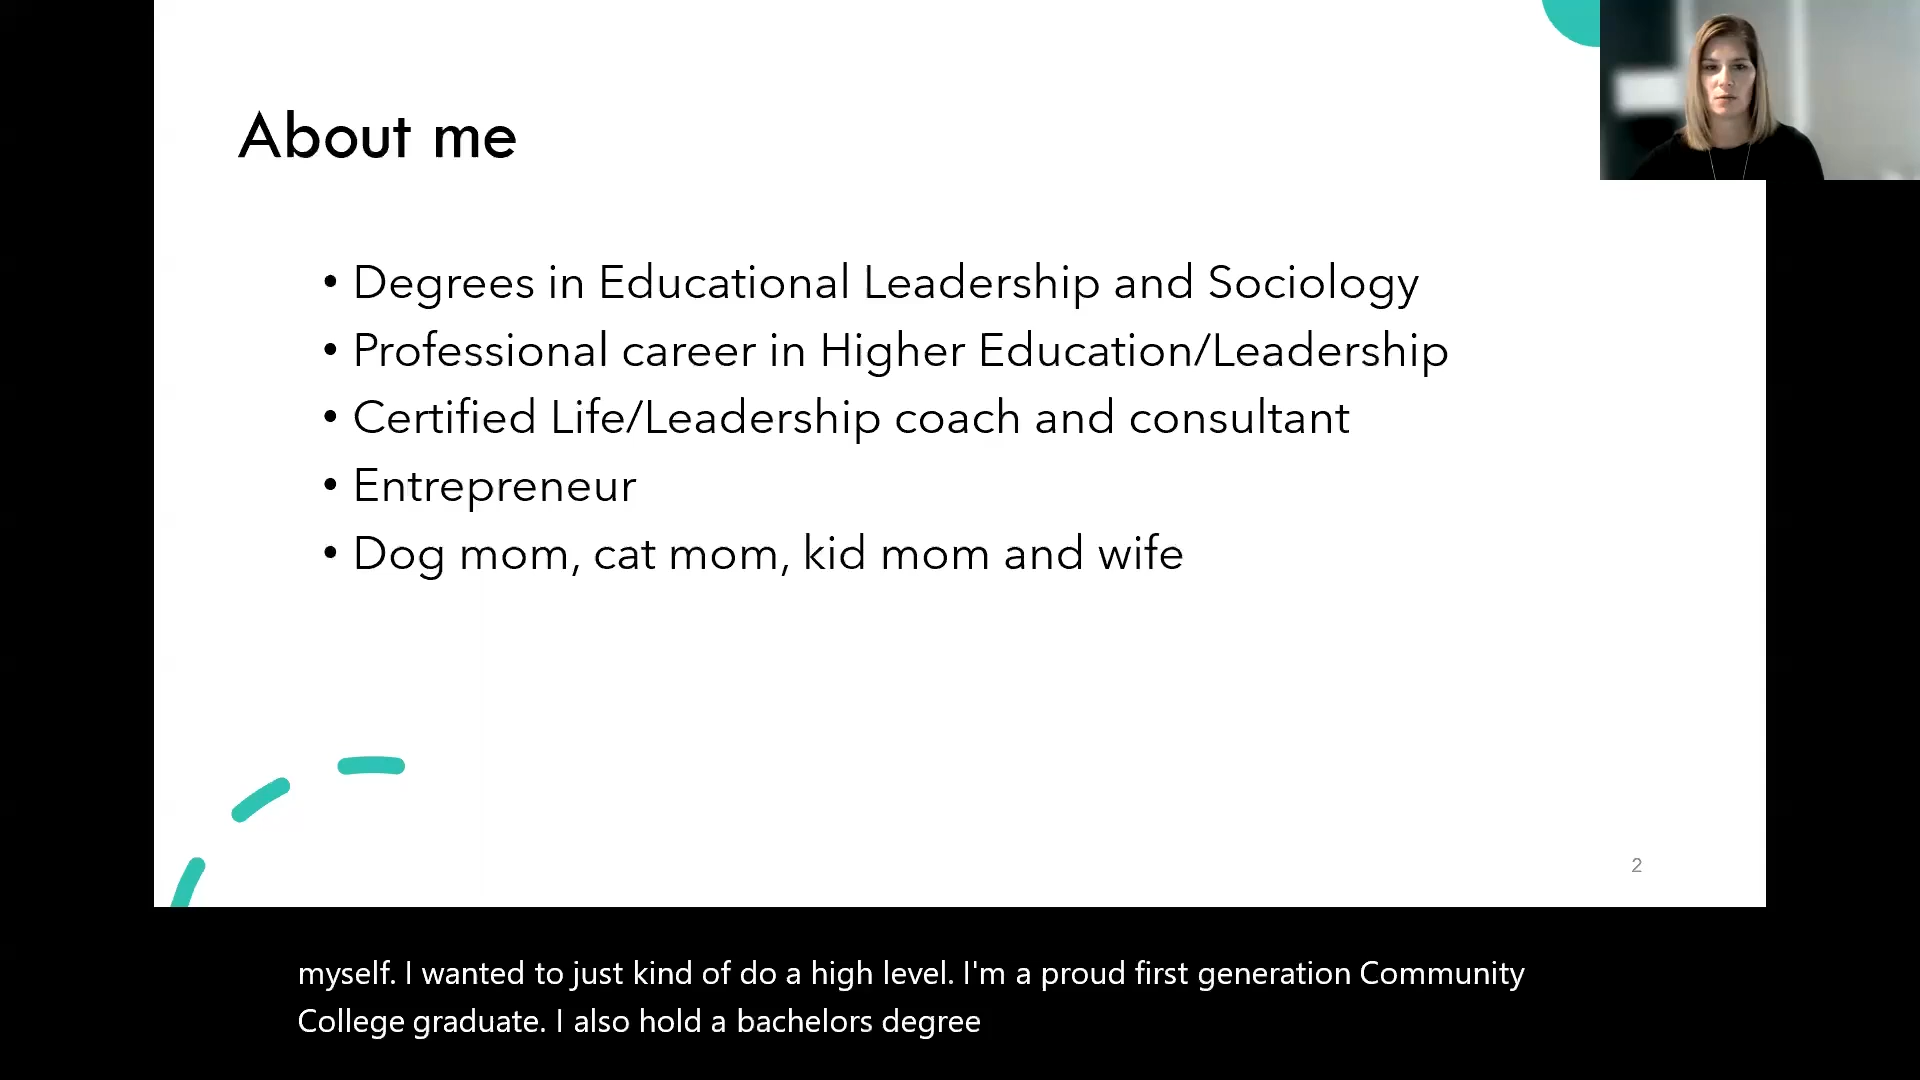 About me
• Degrees in Educational Leadership and Sociology
• Professional career in Higher Education/Leadership
• Certified Life/Leadership coach and consultant
• Entrepreneur
• Dog mom, cat mom, kid mom and wife
2
myself. I wanted to just kind of do a high level. I'm a proud first generation Community
College graduate. I also hold a bachelors degree